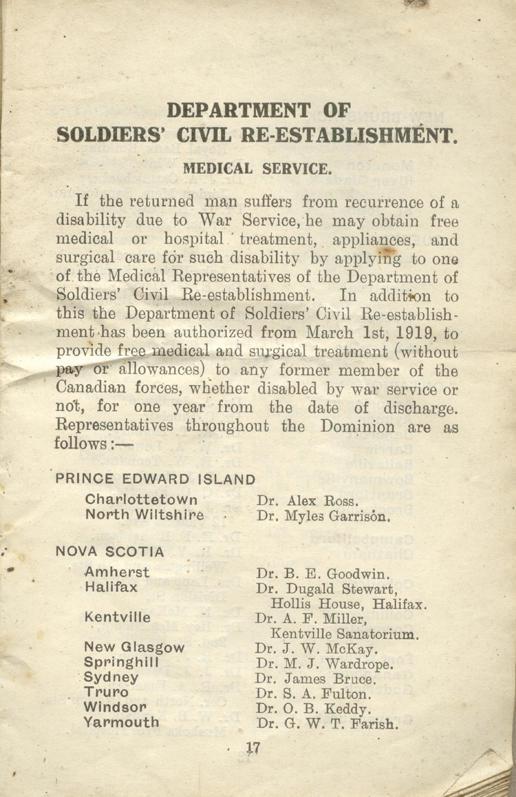 DEPARTMENT OF
SOLDIERS' CIVIL RE-ESTABLISHMENT.
MEDICAL SERVICE.
If the returned man suffers from recurrence of a
disability due to War Service, he may obtain free
medical or hospital treatment, appliances, and
surgical care for such disability by applying to one
of the Medical Representatives of the Department of
Soldiers' Civil Re-establishment. In addition to
this the Department of Soldiers' Civil Re-establish-
ment has been authorized from March 1st, 1919, to
provide free medical and surgical treatment (without
pay or allowances) to any former member of the
Canadian forces, whether disabled by war service or
not, for one year from the date of discharge.
Representatives throughout the Dominion are as
follows:—
PRINCE EDWARD ISLAND
Charlottetown Dr. Alex Ross.
North Wiltshire Dr. Myles Garrison.
NOVA SCOTIA
Amherst Dr. B. E. Goodwin.
Halifax Dr. Dugald Stewart,
Hollis House, Halifax.
Kentville Dr. A. F. Miller,
Kentville Sanatorium.
New Glasgow Dr. J. W. McKay.
Springhill Dr. M. J. Wardrope.
Sydney Dr. James Bruce.
Truro Dr. S. A. Fulton.
Windsor Dr. O. B. Keddy.
Yarmouth Dr. G. W. T. Farish.
17